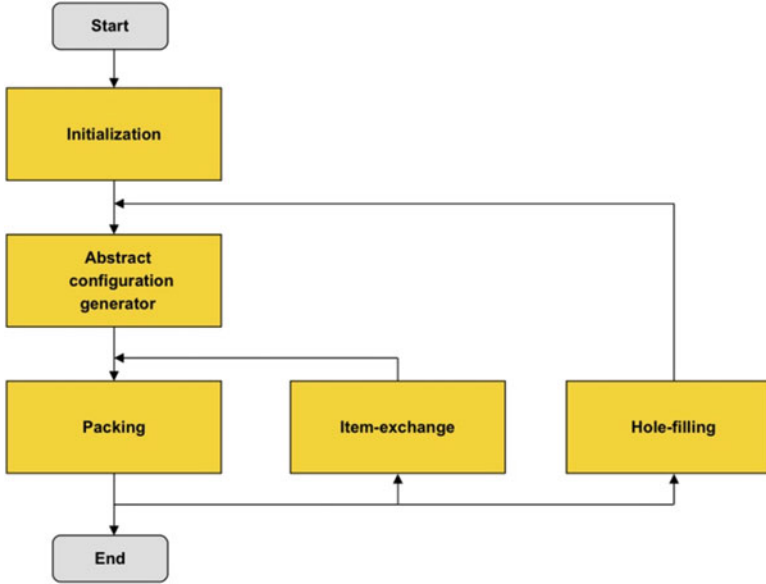 Start
Initialization
Abstract
configuration
generator
Packing
Item-exchange
Hole-filling
End